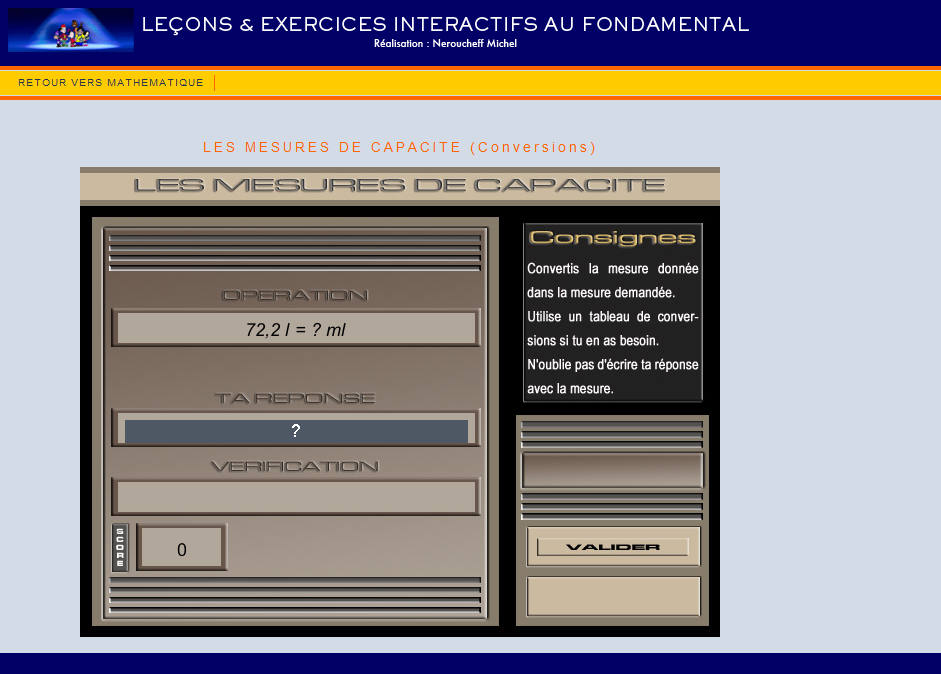 LEÇONS & EXERCICES INTERACTIFS AU FONDAMENTAL
Réalisation : Neroucheff Michel
RETOUR VERS MATHEMATIQUE
LES MESURES DE CAPACITE (Conversions)
LES MESURES DE CAPACITE
OPERATION
72,2 l = ? ml
TA REPONSE
?
VERIFICATION
SCORE
0
Consignes
Convertis la mesure donnée
dans la mesure demandée.
Utilise un tableau de conver-
sions si tu en as besoin.
N'oublie pas d'écrire ta réponse
avec la mesure.
VALIDER